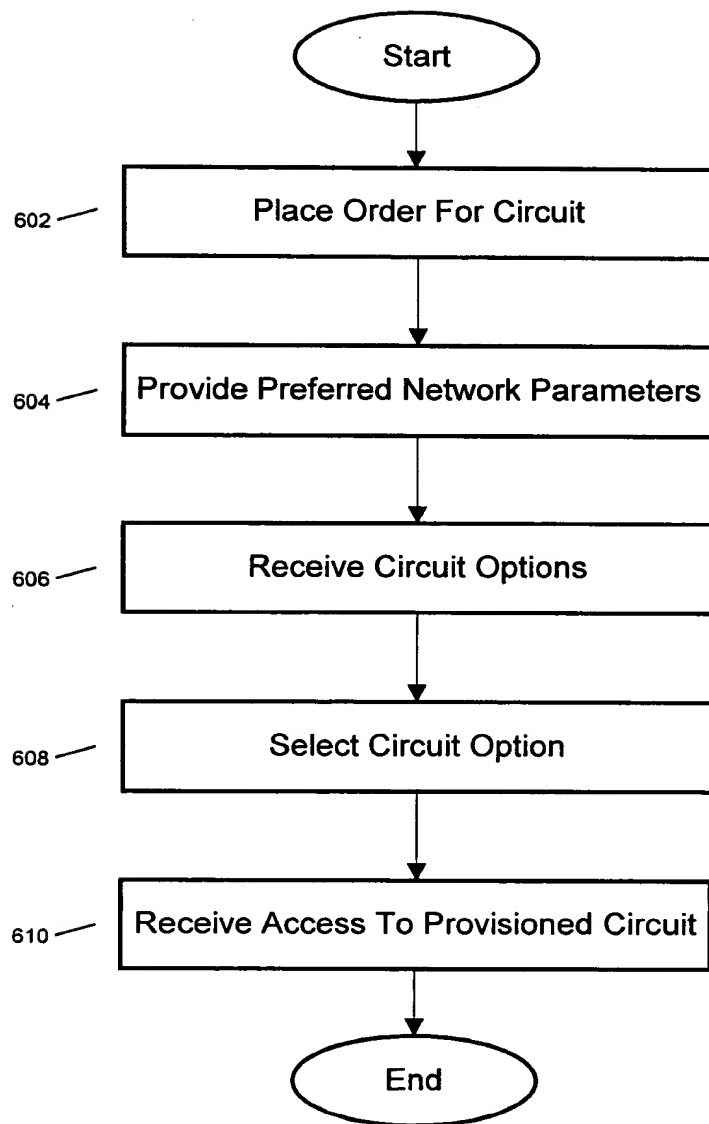 Start
602
Place Order For Circuit
604
Provide Preferred Network Parameters
606
Receive Circuit Options
608
Select Circuit Option
610
Receive Access To Provisioned Circuit
End